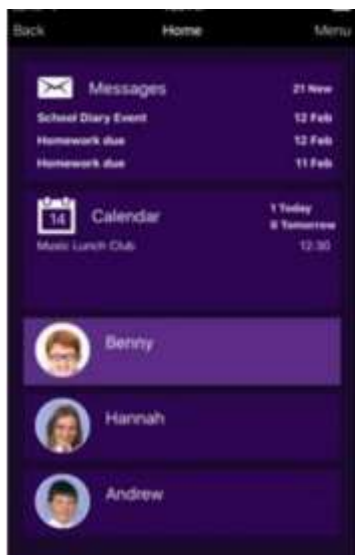 Back Home Menu
Messages 21 New
School Diary Event 12 Feb
Homework due 12 Feb
Homework due 11 Feb
14 Calendar 1 Today
Tomorrow
Music Lunch Club 12:30
Benny
Hannah
Andrew